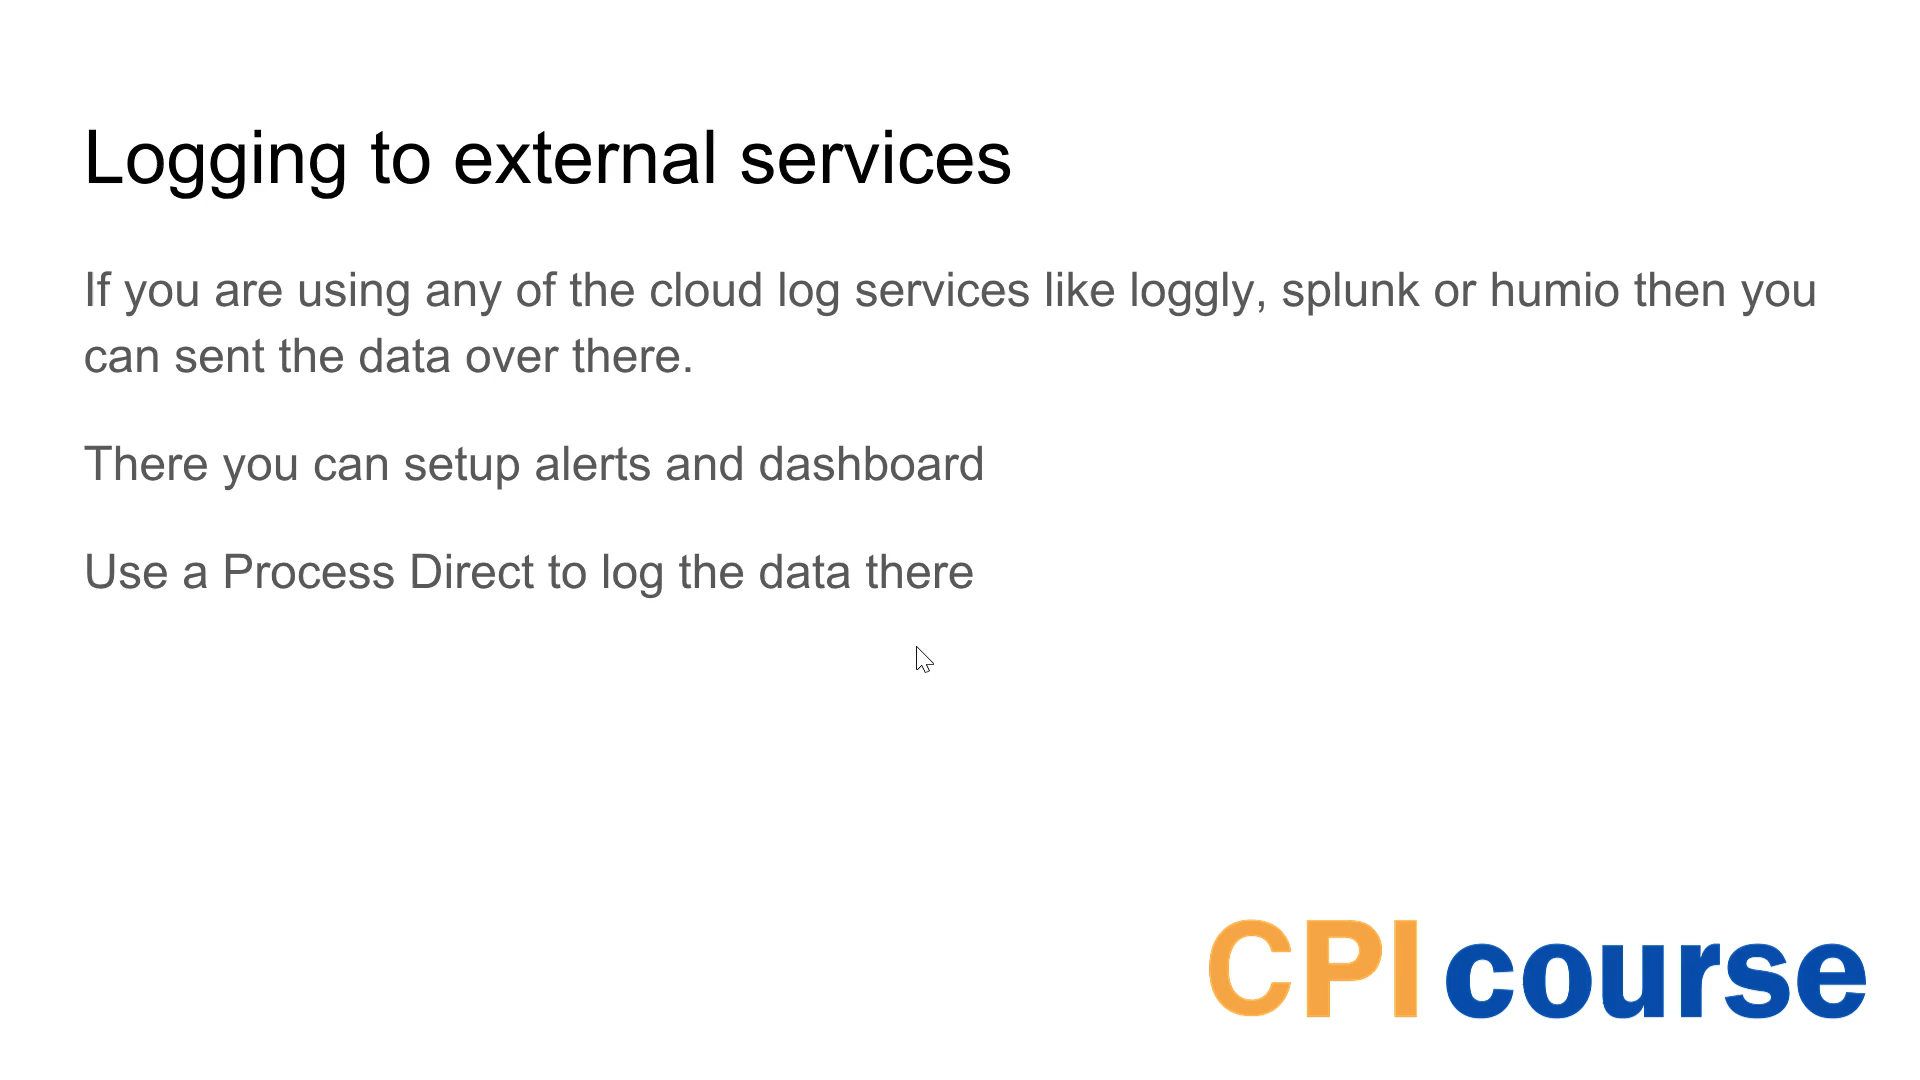 Logging to external services
If you are using any of the cloud log services like loggly, splunk or humio then you
can sent the data over there.
There you can setup alerts and dashboard
Use a Process Direct to log the data there
CPI course